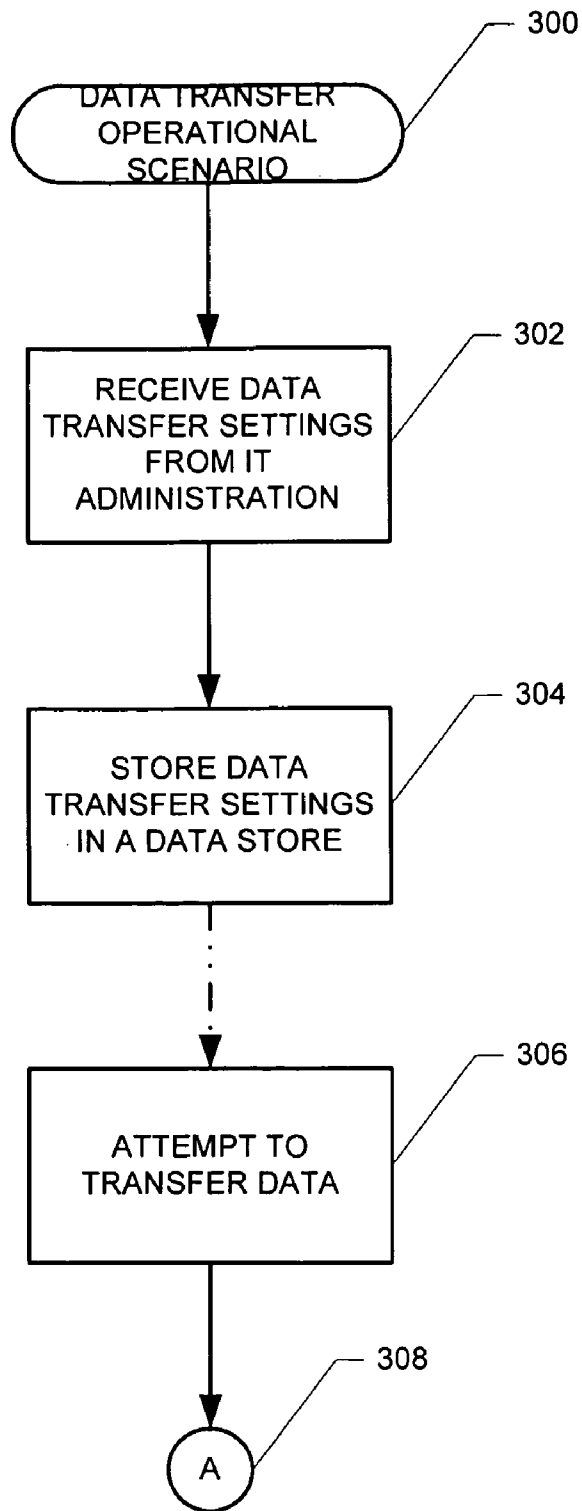 300
DATA TRANSFER
OPERATIONAL
SCENARIO
302
RECEIVE DATA
TRANSFER SETTINGS
FROM IT
ADMINISTRATION
304
STORE DATA
TRANSFER SETTINGS
IN A DATA STORE
306
ATTEMPT TO
TRANSFER DATA
308
A